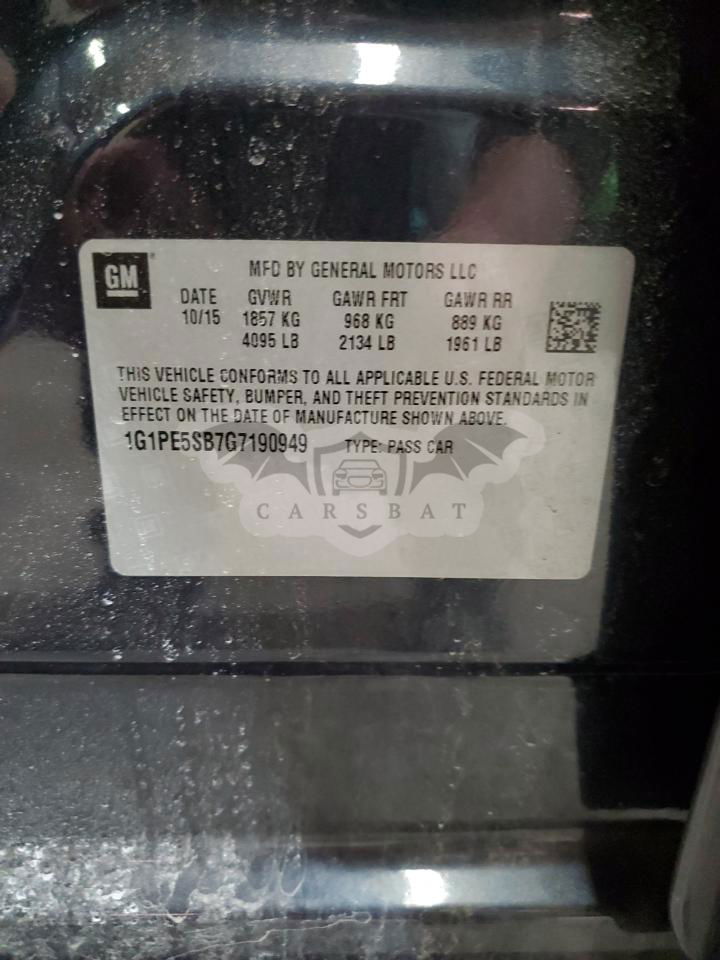 GM
MFD BY GENERAL MOTORS LLC
DATE GVWR GAWR FRT GAWR RR
10/15 1857 KG 968 KG 889 KG
4095 LB 2134 LB 1961 LB
THIS VEHICLE CONFORMS TO ALL APPLICABLE U.S. FEDERAL MOTOR
VEHICLE SAFETY, BUMPER, AND THEFT PREVENTION STANDARDS IN
EFFECT ON THE DATE OF MANUFACTURE SHOWN ABOVE.
1G1PE5SB7G7190949 TYPE: PASS CAR
CARSBAT